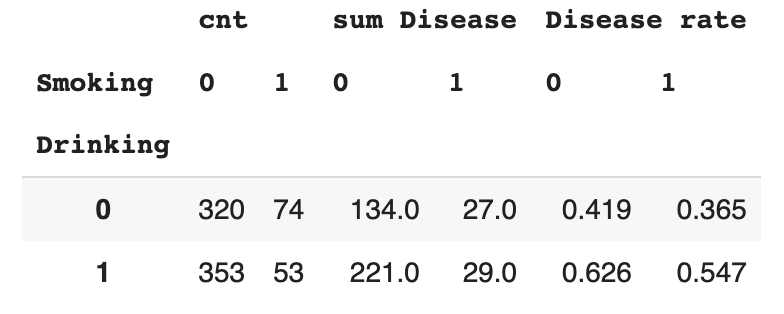 cnt sum Disease Disease rate
Smoking 0 1 0 1 0 1
Drinking
0 320 74 134.0 27.0 0.419 0.365
1 353 53 221.0 29.0 0.626 0.547